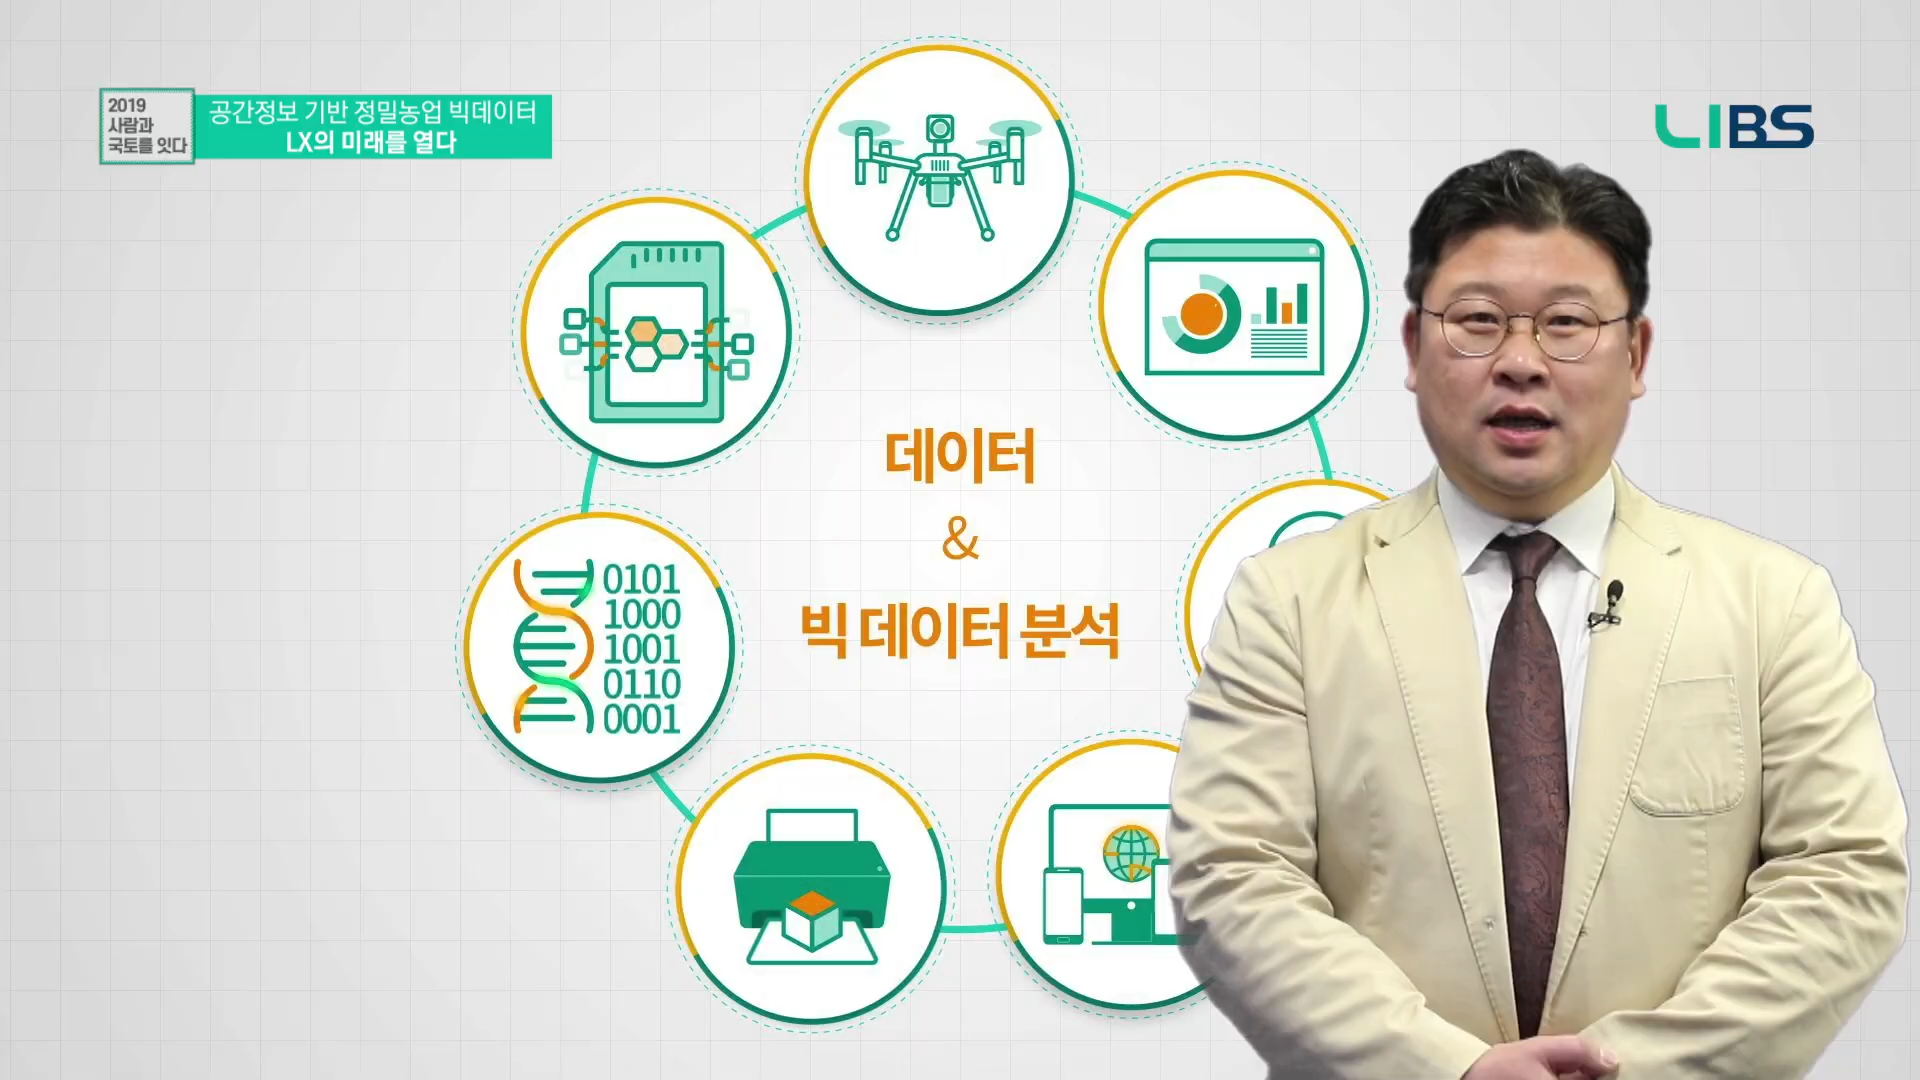 2019
사람과
국토를 잇다
공간정보 기반 정밀농업 빅데이터
LX의 미래를 열다
LIBS
데이터
&
빅 데이터 분석
0101
1000
1001
0110
0001